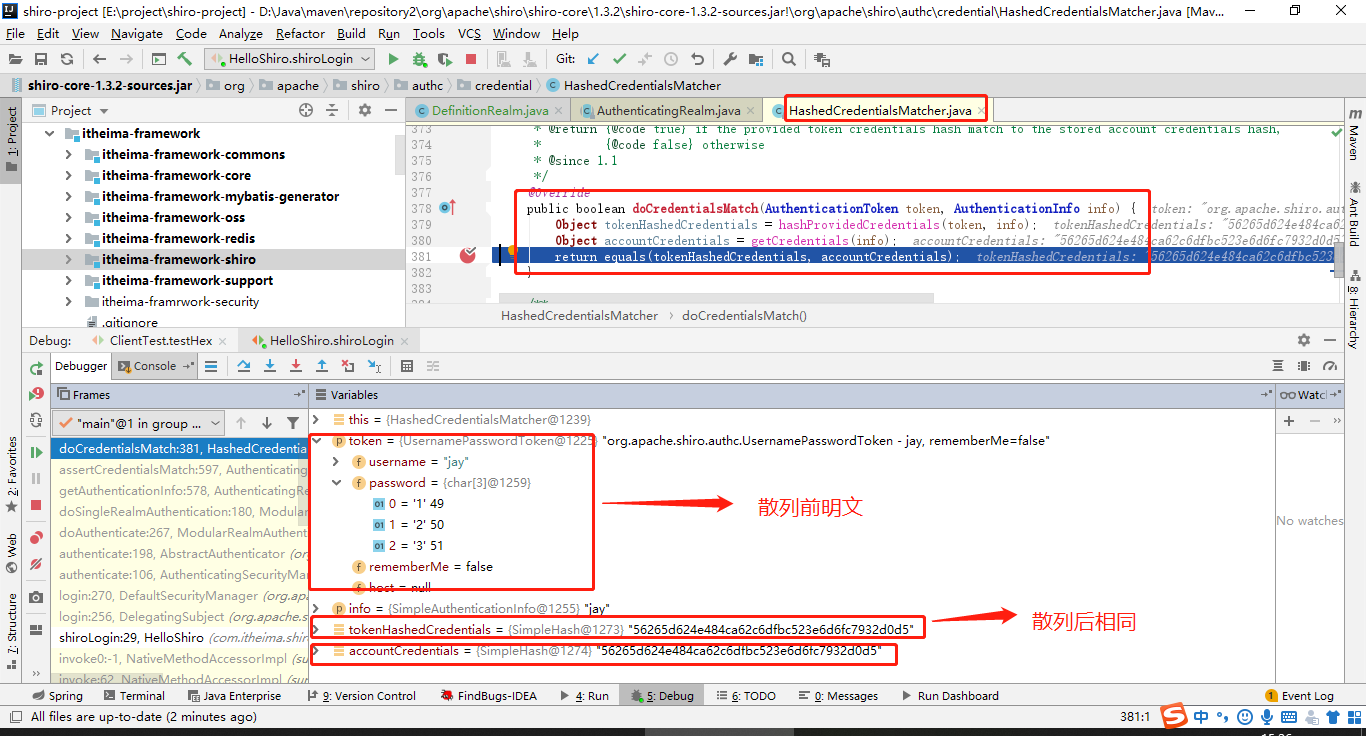 shiro-project [E:\project\shiro-project] - D:\Java\maven\repository2\org\apache\shiro\shiro-core\1.3.2\shiro-core-1.3.2-sources.jar!\org\apache\shiro\authc\credential\HashedCredentialsMatcher.java [Mav...
File Edit View Navigate Code Analyze Refactor Build Run Tools VCS Window Help
HelloShiro.shiroLogin Git:
shiro-core-1.3.2-sources.jar org apache shiro authc credential HashedCredentialsMatcher
1: Project
Project
DefinitionRealm.java × AuthenticatingRealm.java × HashedCredentialsMatcher.java ×
itheima-framework
itheima-framework-commons
itheima-framework-core
itheima-framework-mybatis-generator
itheima-framework-oss
itheima-framework-redis
itheima-framework-shiro
itheima-framework-support
itheima-framrwork-security
.gitignore
373 * @return {@code true} if the provided token credentials hash match to the stored account credentials hash,
374 * {@code false} otherwise
375 * @since 1.1
376 */
377 @Override
378 public boolean doCredentialsMatch(AuthenticationToken token, AuthenticationInfo info) { token: "org.apache.shiro.aut
379 Object tokenHashedCredentials = hashProvidedCredentials(token, info); tokenHashedCredentials: "56265d624e484ca6
380 Object accountCredentials = getCredentials(info); accountCredentials: "56265d624e484ca62c6dfbc523e6d6fc7932d0d5
381 return equals(tokenHashedCredentials, accountCredentials); tokenHashedCredentials: "56265d624e484ca62c6dfbc523
382 }
383
384 /**
HashedCredentialsMatcher doCredentialsMatch()
Maven
Ant Build
8: Hierarchy
Debug: ClientTest.testHex × HelloShiro.shiroLogin ×
Debugger Console
Frames
Variables
Watc
"main"@1 in group ...
doCredentialsMatch:381, HashedCredentia
assertCredentialsMatch:597, Authenticating
getAuthenticationInfo:578, AuthenticatingRe
doSingleRealmAuthentication:180, Modular
doAuthenticate:267, ModularRealmAuthent
authenticate:198, AbstractAuthenticator (org
authenticate:106, AuthenticatingSecurityMa
login:270, DefaultSecurityManager (org.apa
login:256, DelegatingSubject (org.apache.s
shiroLogin:29, HelloShiro (com.itheima.shir
invoke0:-1, NativeMethodAccessorImpl (su
invoke:62, NativeMethodAccessorImpl (sun
this = {HashedCredentialsMatcher@1239}
token = {UsernamePasswordToken@1225} "org.apache.shiro.authc.UsernamePasswordToken - jay, rememberMe=false"
username = "jay"
password = {char[3]@1259}
0 = '1' 49
1 = '2' 50
2 = '3' 51
rememberMe = false
host = null
info = {SimpleAuthenticationInfo@1255} "jay"
tokenHashedCredentials = {SimpleHash@1273} "56265d624e484ca62c6dfbc523e6d6fc7932d0d5"
accountCredentials = {SimpleHash@1274} "56265d624e484ca62c6dfbc523e6d6fc7932d0d5"
散列前明文
散列后相同
No watches
2: Favorites
Web
7: Structure
Spring Terminal Java Enterprise 9: Version Control FindBugs-IDEA 4: Run 5: Debug 6: TODO 0: Messages Run Dashboard 1 Event Log
All files are up-to-date (2 minutes ago) 381:1 中